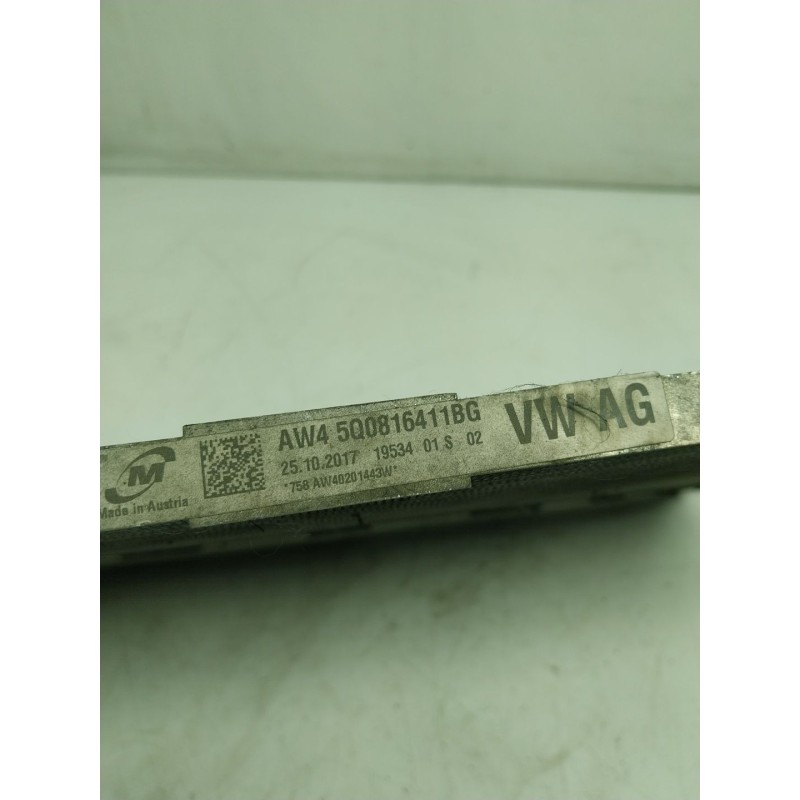 M
Made in Austria
AW4 5Q0816411BG
25.10.2017 19534 01 S 02
*758 AW40201443W*
VW AG